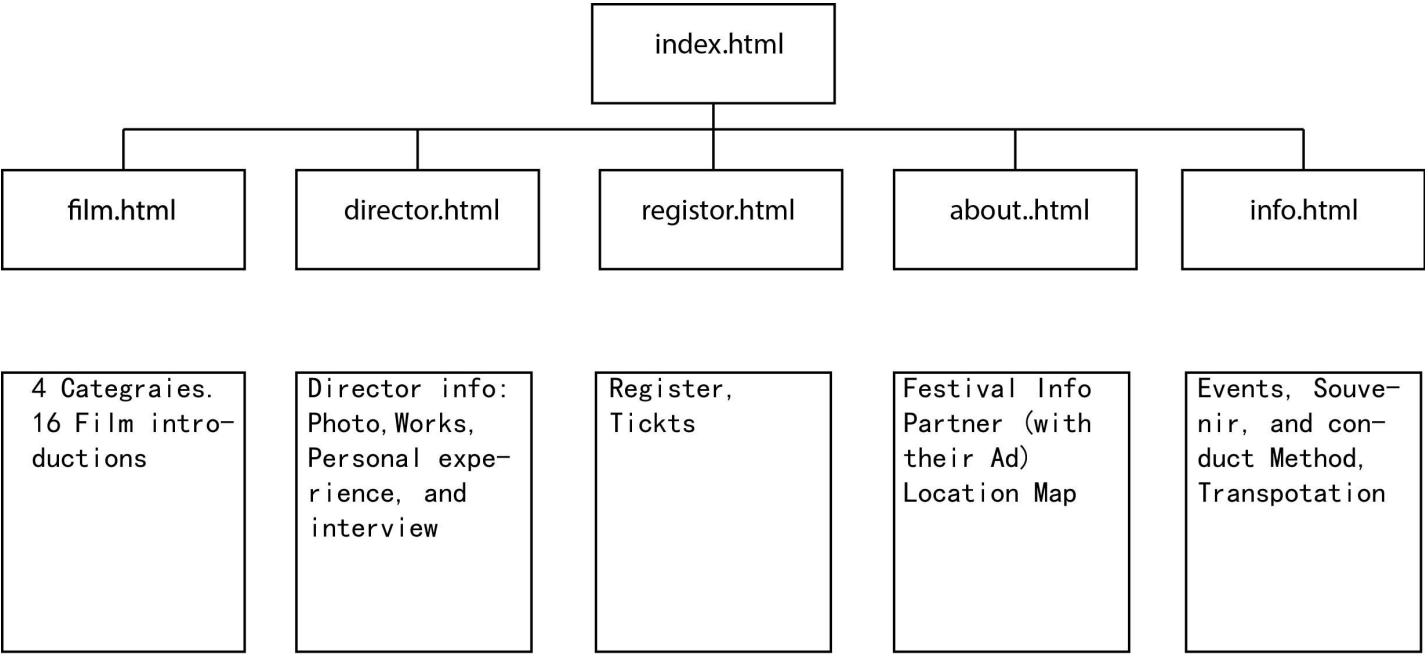 index.html
film.html
director.html
registor.html
about..html
info.html
4 Categraies.
16 Film intro-
ductions
Director info:
Photo,Works,
Personal expe-
rience, and
interview
Register,
Tickts
Festival Info
Partner (with
their Ad)
Location Map
Events, Souve-
nir, and con-
duct Method,
Transpotation